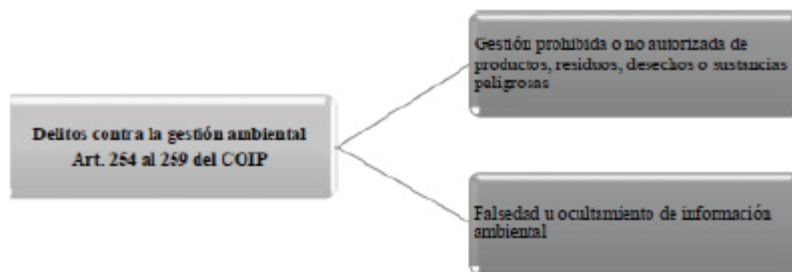 Gestión prohibida o no autorizada de
productos, residuos, desechos o sustancias
peligrosas
Delitos contra la gestión ambiental
Art. 254 al 259 del COIP
Falsedad u ocultamiento de información
ambiental